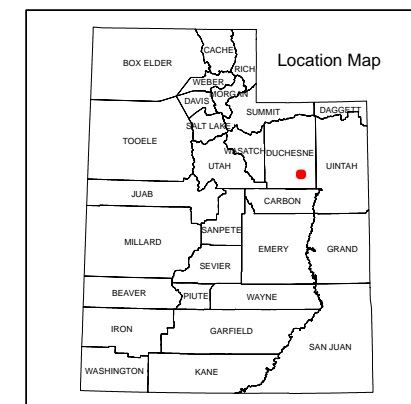 Location Map
CACHE
BOX ELDER
RICH
WEBER
MORGAN
DAVIS
SUMMIT
DAGGETT
SALT LAKE
TOOELE
WASATCH
DUCHESNE
UTAH
UINTAH
JUAB
CARBON
SANPETE
MILLARD
EMERY
GRAND
SEVIER
BEAVER
PIUTE
WAYNE
IRON
GARFIELD
SAN JUAN
WASHINGTON
KANE